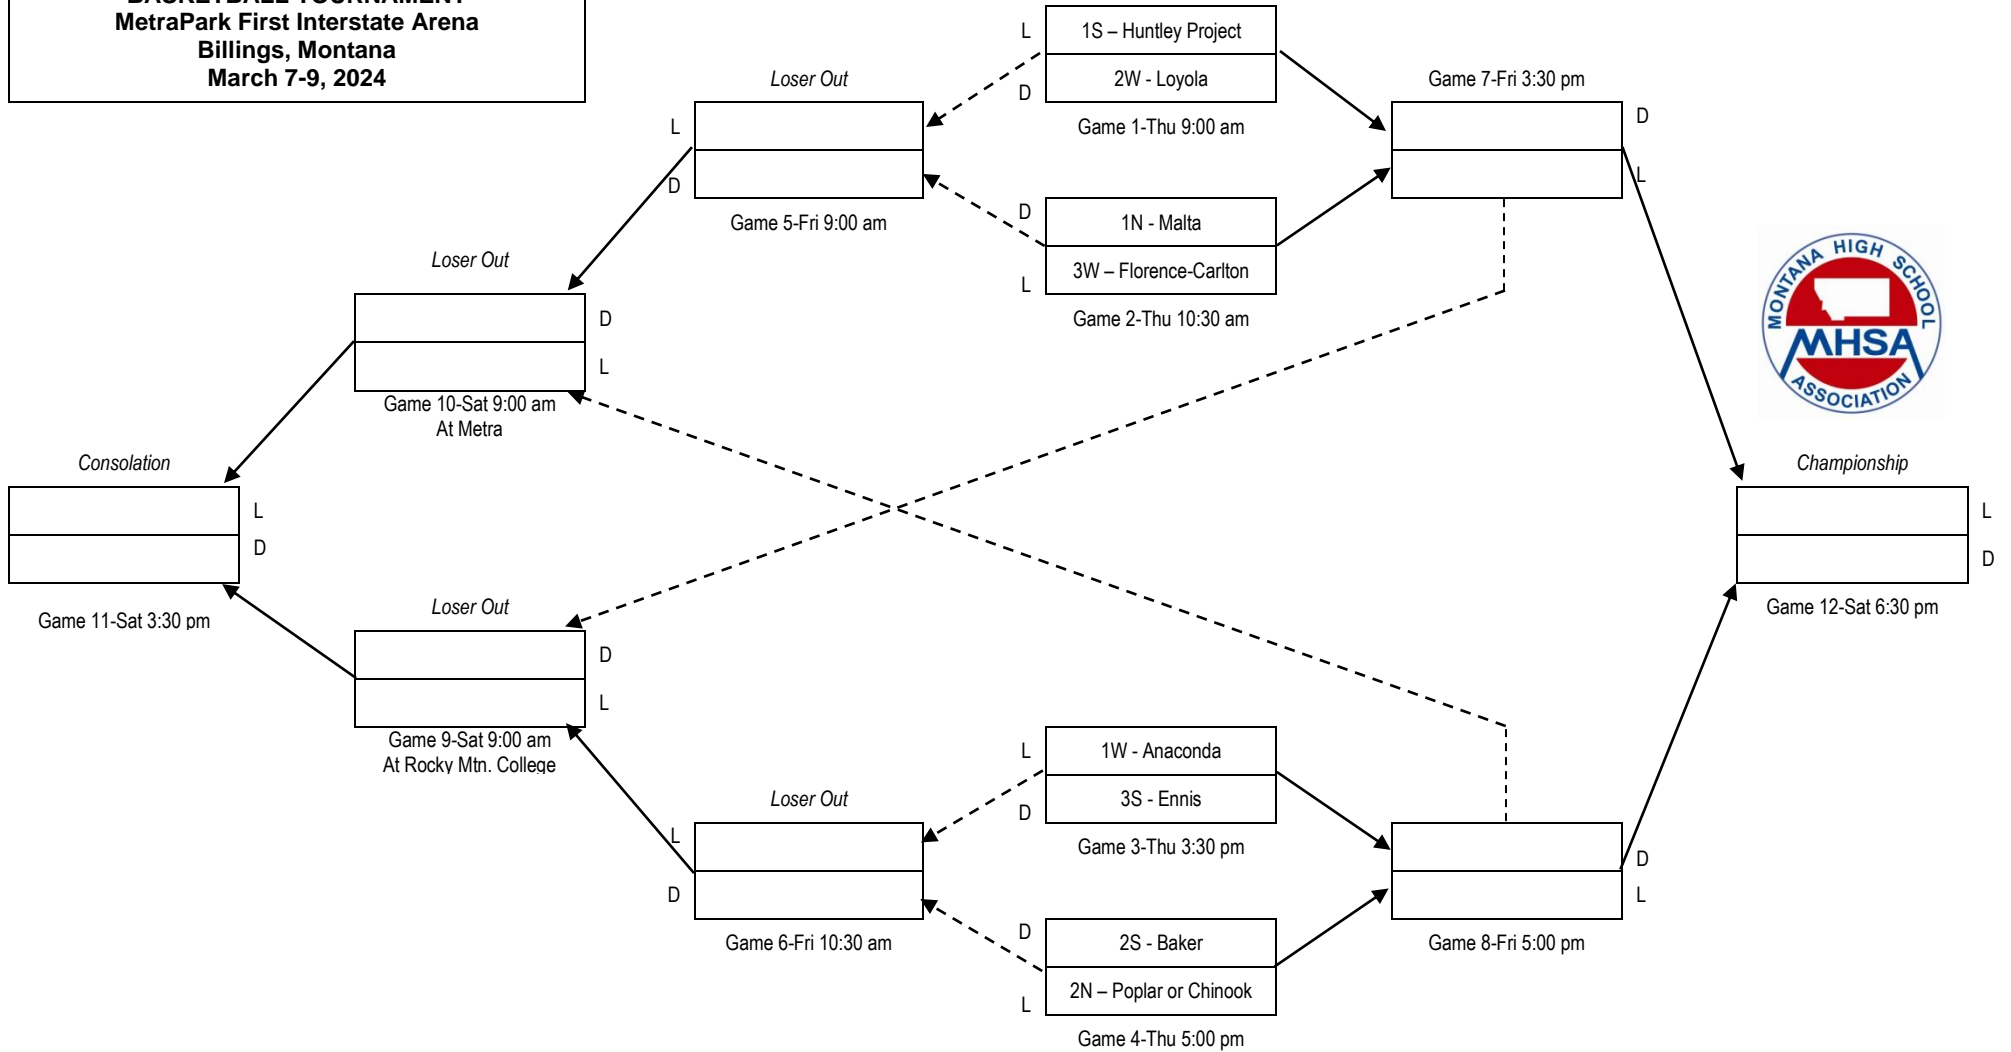 BASKETBALL TOURNAMENT
MetraPark First Interstate Arena
Billings, Montana
March 7-9, 2024
L
1S – Huntley Project
D
2W - Loyola
Game 1-Thu 9:00 am
Loser Out
L
D
Game 5-Fri 9:00 am
D
1N - Malta
L
3W – Florence-Carlton
Game 2-Thu 10:30 am
Game 7-Fri 3:30 pm
D
L
MONTANA HIGH SCHOOL
MHSA
ASSOCIATION
Loser Out
D
L
Game 10-Sat 9:00 am
At Metra
Consolation
L
D
Game 11-Sat 3:30 pm
Championship
L
D
Game 12-Sat 6:30 pm
Loser Out
D
L
Game 9-Sat 9:00 am
At Rocky Mtn. College
Loser Out
L
D
Game 6-Fri 10:30 am
L
1W - Anaconda
D
3S - Ennis
Game 3-Thu 3:30 pm
D
2S - Baker
L
2N – Poplar or Chinook
Game 4-Thu 5:00 pm
D
L
Game 8-Fri 5:00 pm